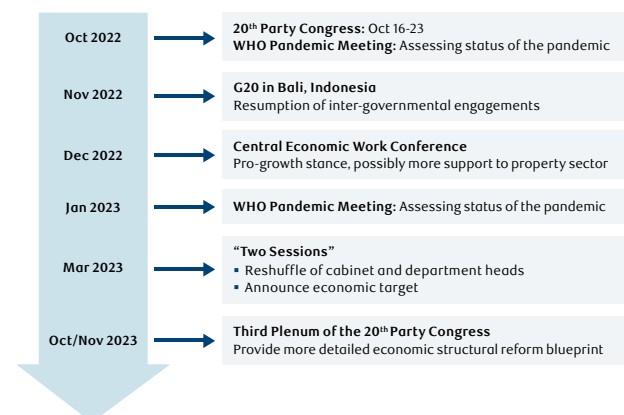 Oct 2022
20th Party Congress: Oct 16-23
WHO Pandemic Meeting: Assessing status of the pandemic
Nov 2022
G20 in Bali, Indonesia
Resumption of inter-governmental engagements
Dec 2022
Central Economic Work Conference
Pro-growth stance, possibly more support to property sector
Jan 2023
WHO Pandemic Meeting: Assessing status of the pandemic
Mar 2023
“Two Sessions”
▪ Reshuffle of cabinet and department heads
▪ Announce economic target
Oct/Nov 2023
Third Plenum of the 20th Party Congress
Provide more detailed economic structural reform blueprint